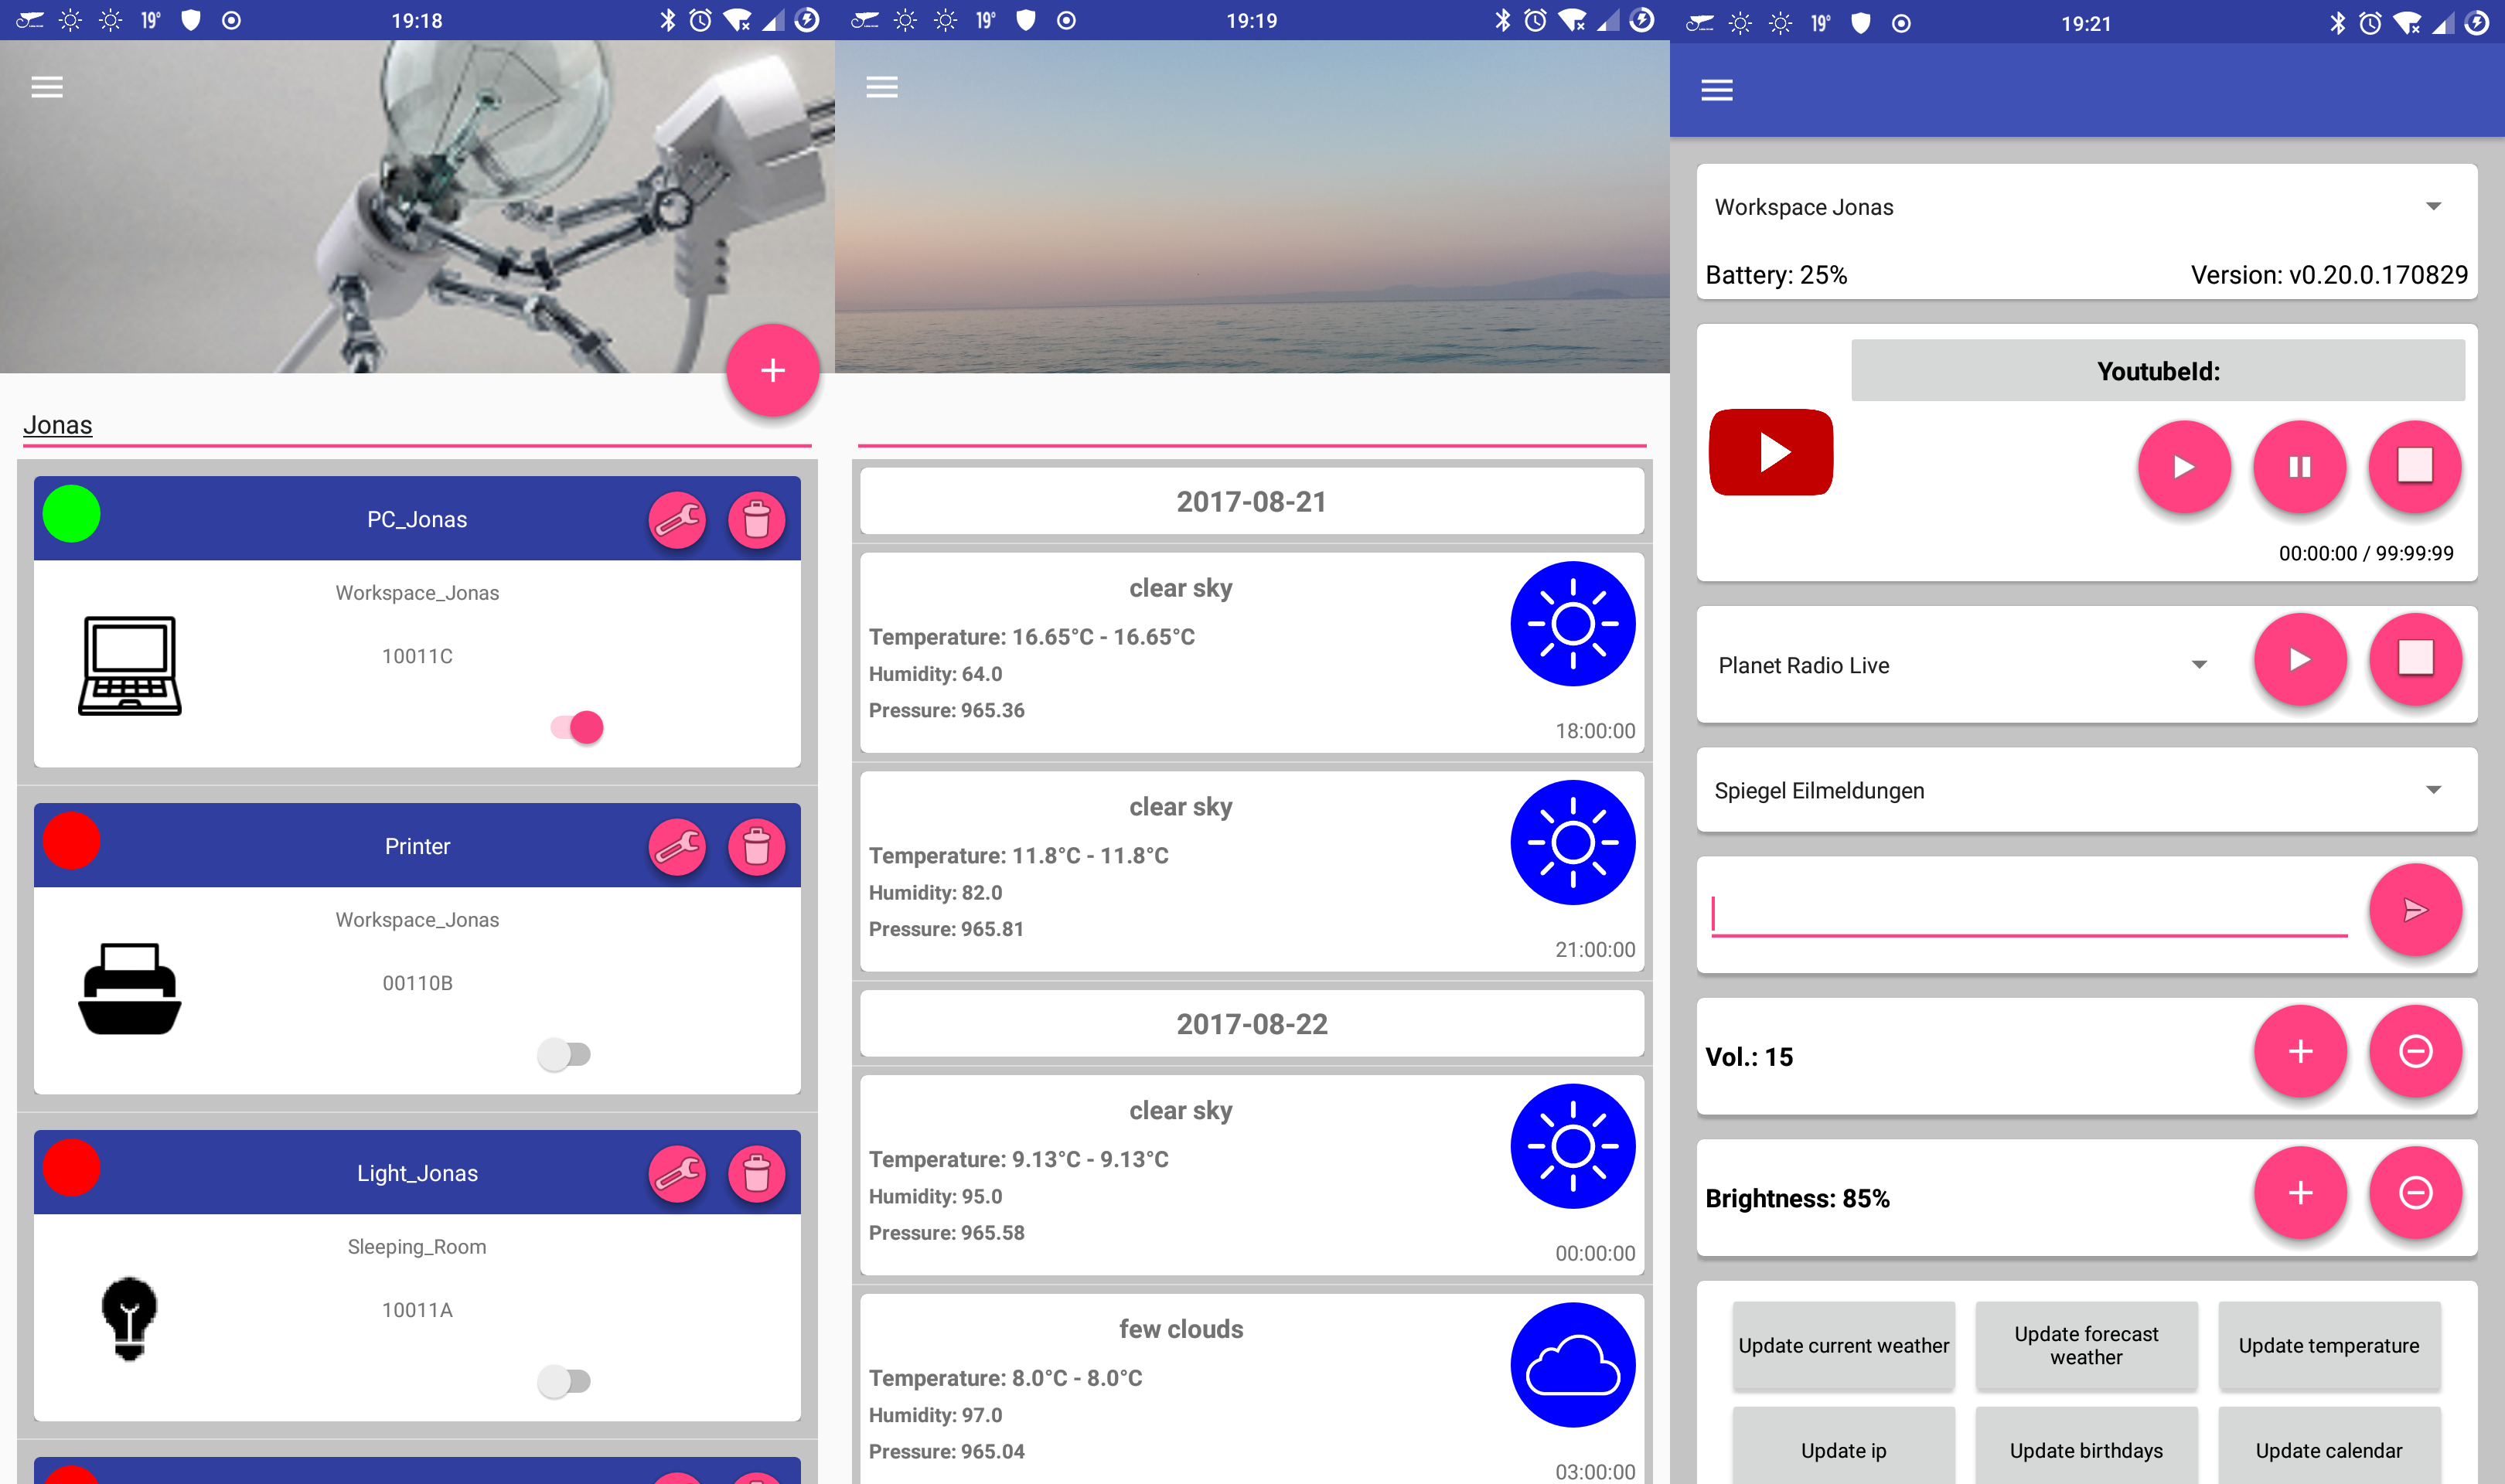 19°
19:18
Jonas
PC_Jonas
Workspace_Jonas
10011C
Printer
Workspace_Jonas
00110B
Light_Jonas
Sleeping_Room
10011A
19°
19:19
2017-08-21
clear sky
Temperature: 16.65°C - 16.65°C
Humidity: 64.0
Pressure: 965.36
18:00:00
clear sky
Temperature: 11.8°C - 11.8°C
Humidity: 82.0
Pressure: 965.81
21:00:00
2017-08-22
clear sky
Temperature: 9.13°C - 9.13°C
Humidity: 95.0
Pressure: 965.58
00:00:00
few clouds
Temperature: 8.0°C - 8.0°C
Humidity: 97.0
Pressure: 965.04
03:00:00
19°
19:21
Workspace Jonas
Battery: 25%
Version: v0.20.0.170829
YoutubeId:
00:00:00 / 99:99:99
Planet Radio Live
Spiegel Eilmeldungen
Vol.: 15
Brightness: 85%
Update current weather
Update forecast
weather
Update temperature
Update ip
Update birthdays
Update calendar